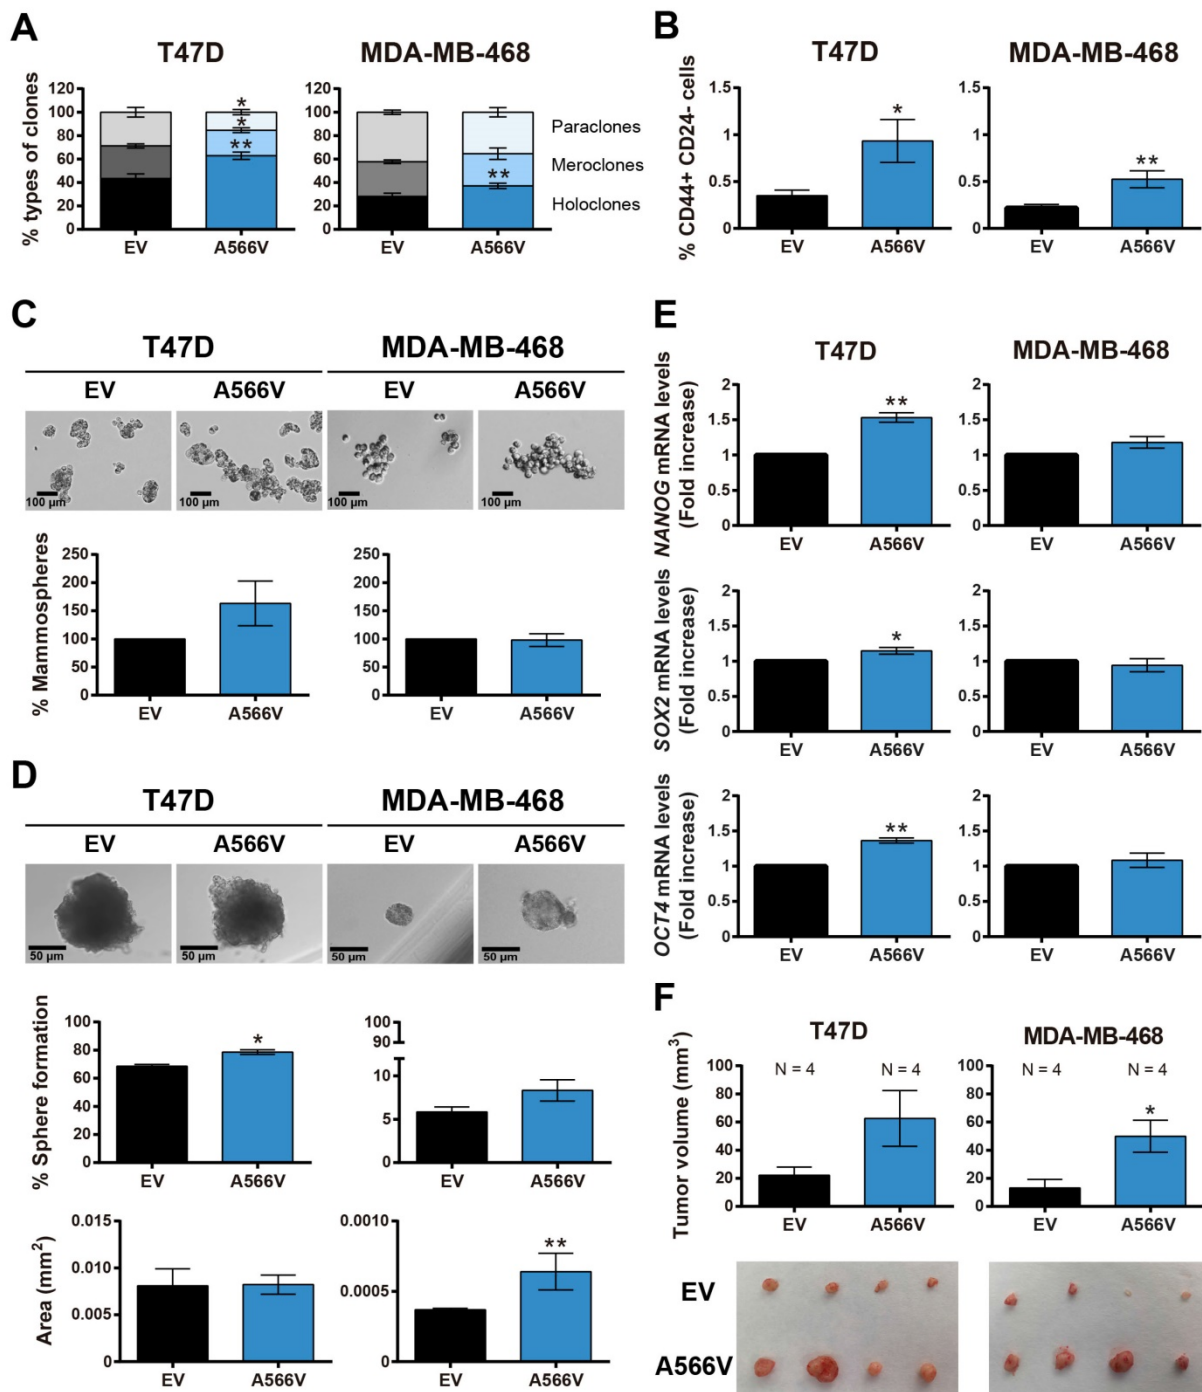 A
T47D
MDA-MB-468
% types of clones
120
100
80
60
40
20
0
*
*
**
EV
A566V
120
100
80
60
40
20
0
**
EV
A566V
Paraclones
Meroclones
Holoclones
B
T47D
MDA-MB-468
% CD44+ CD24- cells
1.5
1
0.5
0
*
EV
A566V
1.5
1
0.5
0
**
EV
A566V
C
T47D
MDA-MB-468
EV
A566V
EV
A566V
100 µm
100 µm
100 µm
100 µm
% Mammospheres
250
200
150
100
50
0
EV
A566V
250
200
150
100
50
0
EV
A566V
D
T47D
MDA-MB-468
EV
A566V
EV
A566V
50 µm
50 µm
50 µm
50 µm
% Sphere formation
100
80
60
40
20
0
*
EV
A566V
100
90
10
5
0
EV
A566V
Area (mm²)
0.015
0.010
0.005
0
EV
A566V
0.0010
0.0005
0
**
EV
A566V
E
T47D
MDA-MB-468
NANOG mRNA levels
(Fold increase)
2
1.5
1
0.5
0
**
EV
A566V
2
1.5
1
0.5
0
EV
A566V
SOX2 mRNA levels
(Fold increase)
2
1.5
1
0.5
0
*
EV
A566V
2
1.5
1
0.5
0
EV
A566V
OCT4 mRNA levels
(Fold increase)
2
1.5
1
0.5
0
**
EV
A566V
2
1.5
1
0.5
0
EV
A566V
F
T47D
MDA-MB-468
Tumor volume (mm³)
100
80
60
40
20
0
N = 4
N = 4
EV
A566V
100
80
60
40
20
0
N = 4
N = 4
*
EV
A566V
EV
A566V